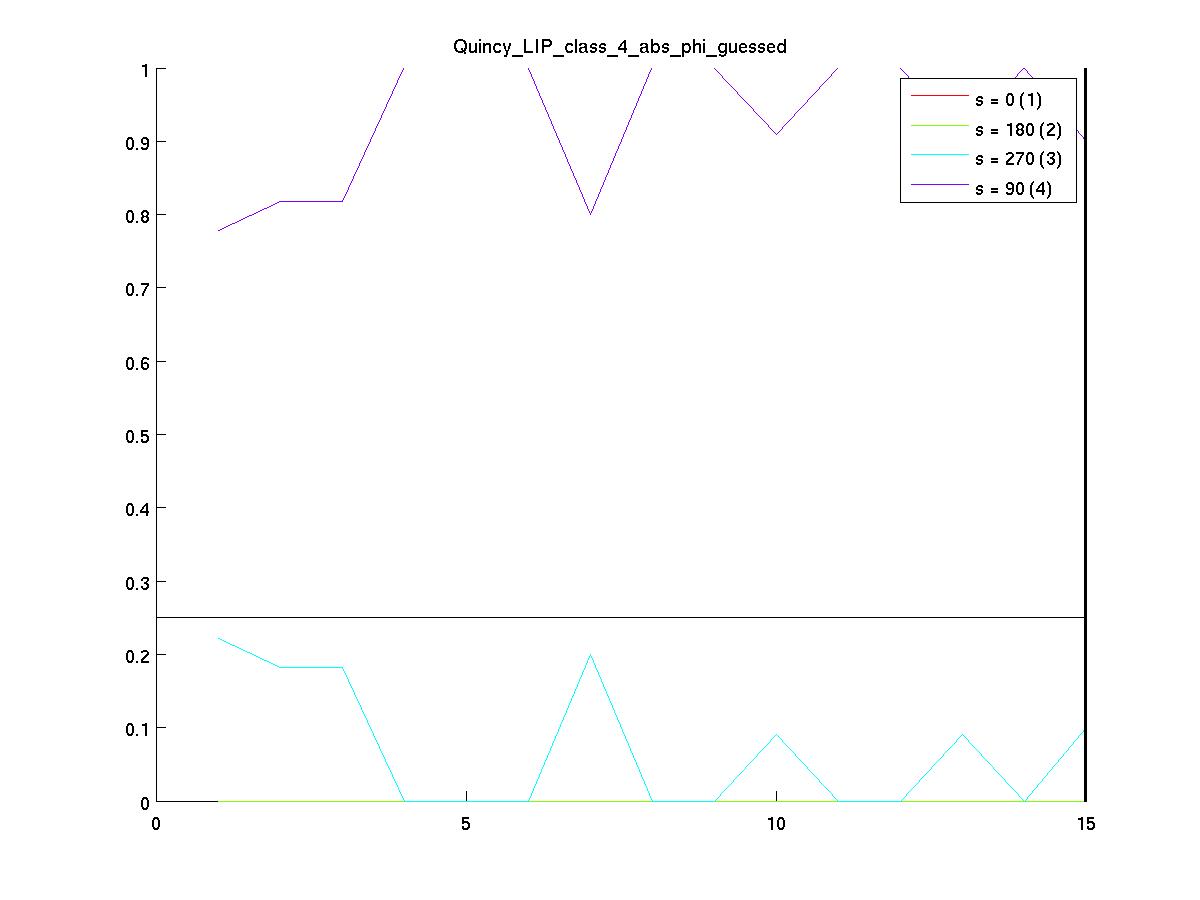 Quincy_LIP_class_4_abs_phi_guessed
1
0.9
0.8
0.7
0.6
0.5
0.4
0.3
0.2
0.1
0
s = 0 (1)
s = 180 (2)
s = 270 (3)
s = 90 (4)
0 5 10 15